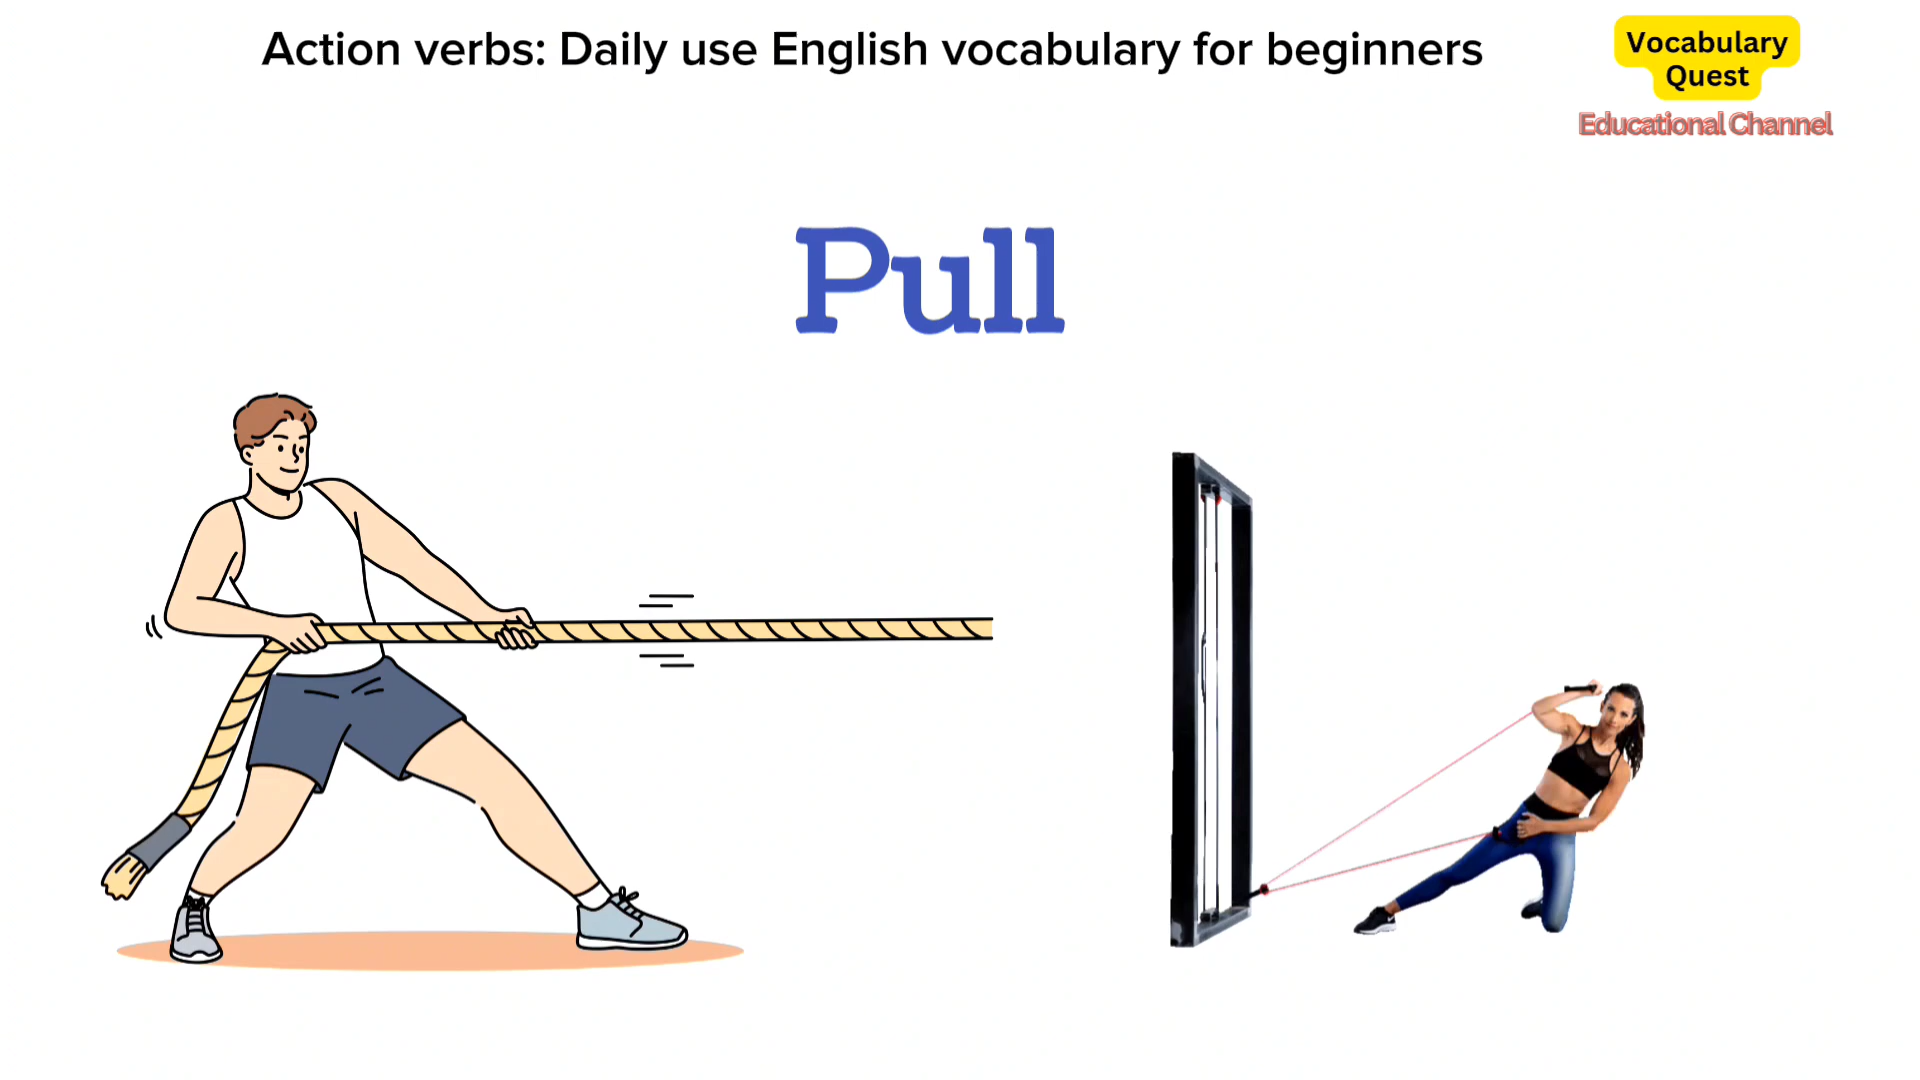 Action verbs: Daily use English vocabulary for beginners
Vocabulary
Quest
Educational Channel
Pull